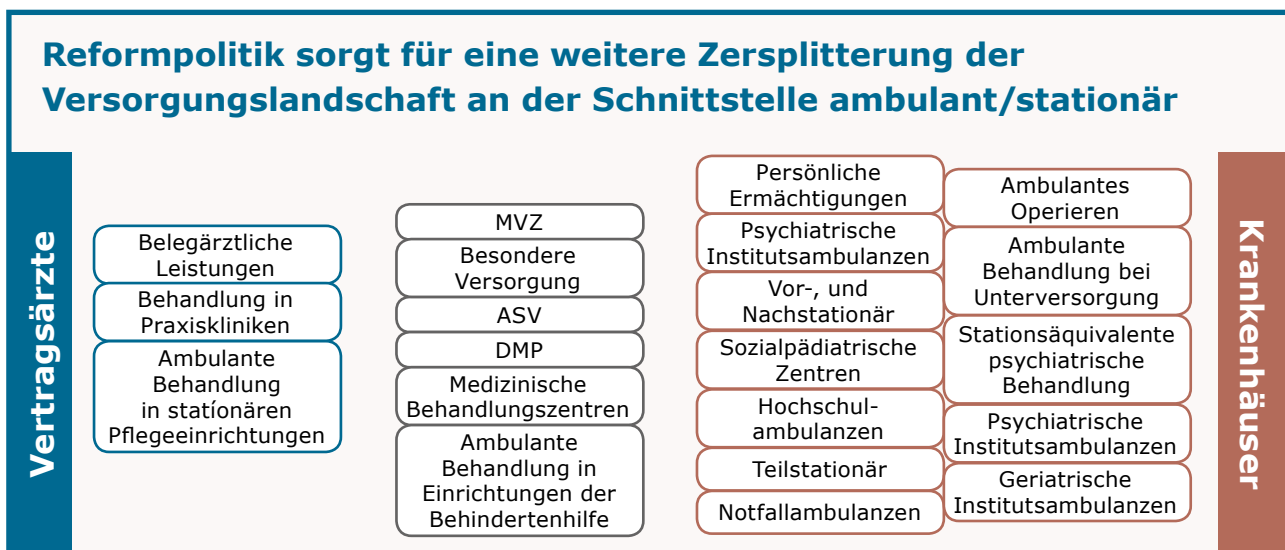 Reformpolitik sorgt für eine weitere Zersplitterung der
Versorgungslandschaft an der Schnittstelle ambulant/stationär
Vertragsärzte
Belegärztliche
Leistungen
Behandlung in
Praxiskliniken
Ambulante
Behandlung
in statíonären
Pflegeeinrichtungen
MVZ
Besondere
Versorgung
ASV
DMP
Medizinische
Behandlungszentren
Ambulante
Behandlung in
Einrichtungen der
Behindertenhilfe
Persönliche
Ermächtigungen
Psychiatrische
Institutsambulanzen
Vor-, und
Nachstationär
Sozialpädiatrische
Zentren
Hochschul-
ambulanzen
Teilstationär
Notfallambulanzen
Ambulantes
Operieren
Ambulante
Behandlung bei
Unterversorgung
Stationsäquivalente
psychiatrische
Behandlung
Psychiatrische
Institutsambulanzen
Geriatrische
Institutsambulanzen
Krankenhäuser